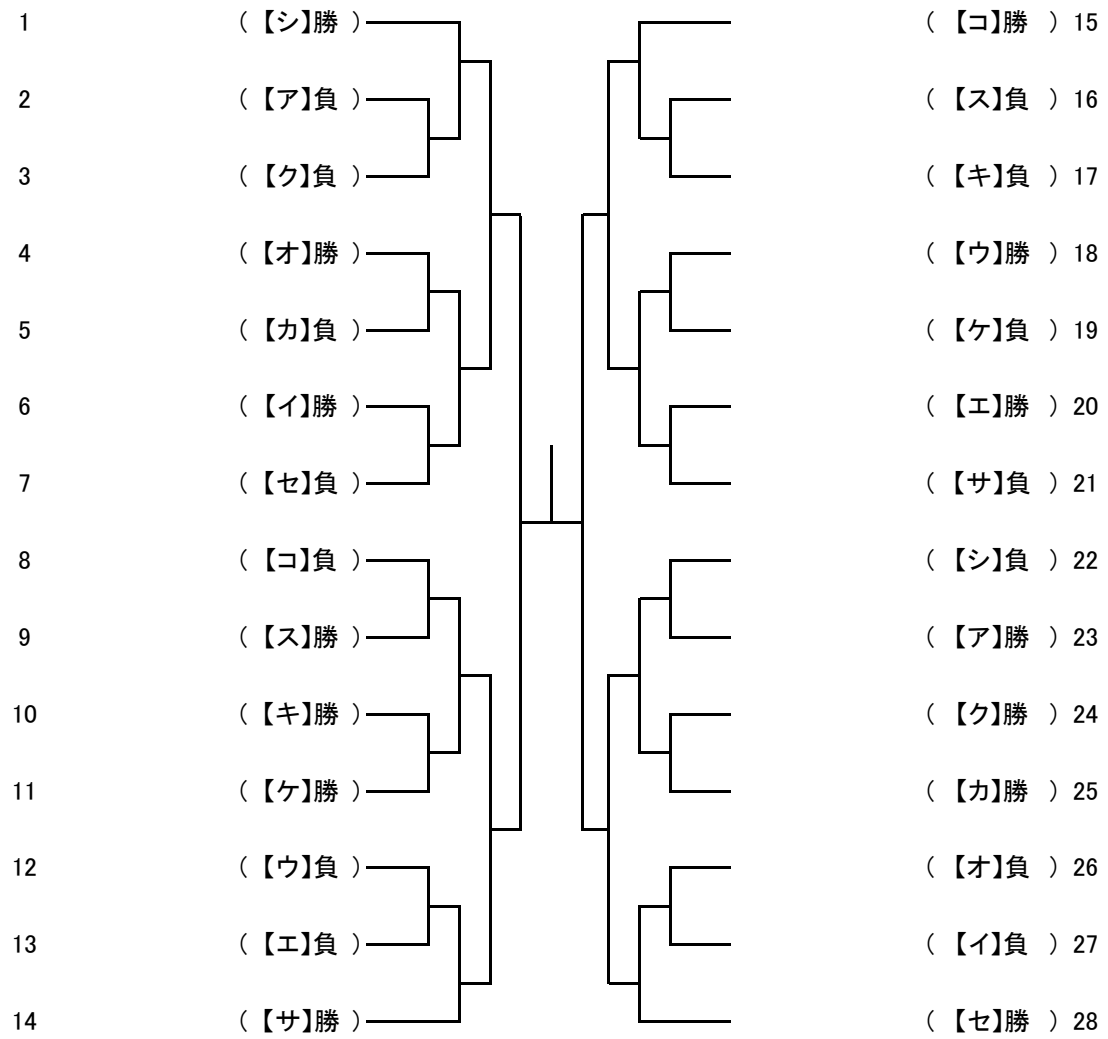 1 （【シ】勝 ） （ 【コ】勝 ） 15
2 （【ア】負 ） （ 【ス】負 ） 16
3 （【ク】負 ） （ 【キ】負 ） 17
4 （【オ】勝 ） （ 【ウ】勝 ） 18
5 （【カ】負 ） （ 【ケ】負 ） 19
6 （【イ】勝 ） （ 【エ】勝 ） 20
7 （【セ】負 ） （ 【サ】負 ） 21
8 （【コ】負 ） （ 【シ】負 ） 22
9 （【ス】勝 ） （ 【ア】勝 ） 23
10 （【キ】勝 ） （ 【ク】勝 ） 24
11 （【ケ】勝 ） （ 【カ】勝 ） 25
12 （【ウ】負 ） （ 【オ】負 ） 26
13 （【エ】負 ） （ 【イ】負 ） 27
14 （【サ】勝 ） （ 【セ】勝 ） 28